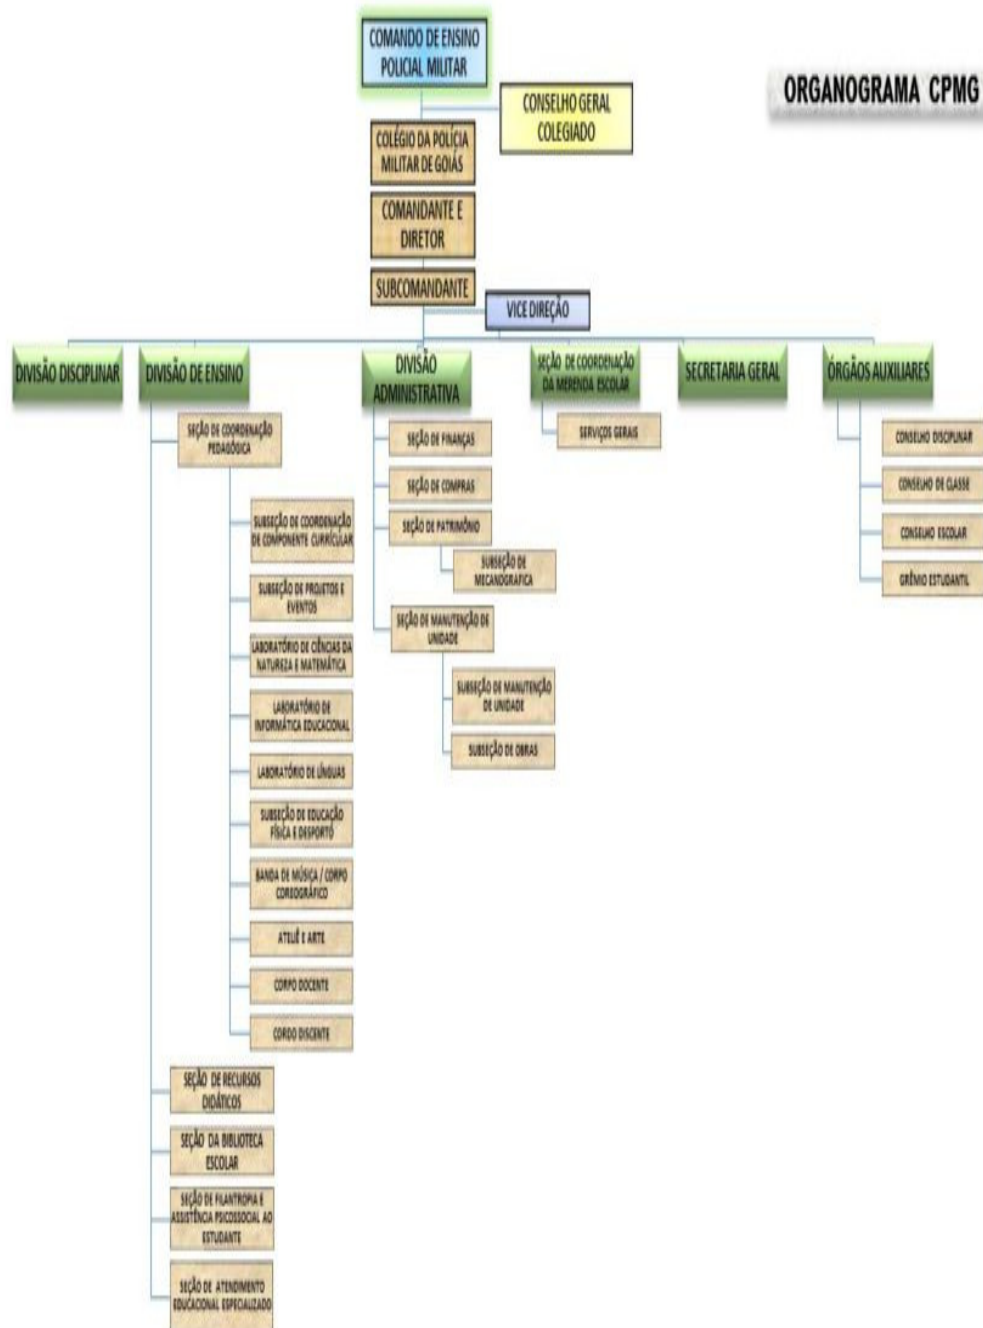 COMANDO DE ENSINO
POLICIAL MILITAR
ORGANOGRAMA CPMG
CONSELHO GERAL
COLEGIADO
COLÉGIO DA POLÍCIA
MILITAR DE GOIÁS
COMANDANTE E
DIRETOR
SUBCOMANDANTE
VICE DIREÇÃO
DIVISÃO DISCIPLINAR
DIVISÃO DE ENSINO
SEÇÃO DE COORDENAÇÃO
PEDAGÓGICA
SUBSEÇÃO DE COORDENAÇÃO
DE COMPONENTE CURRÍCULAR
SUBSEÇÃO DE PROJETOS E
EVENTOS
LABORATÓRIO DE CIÊNCIAS DA
NATUREZA E MATEMÁTICA
LABORATÓRIO DE
INFORMÁTICA EDUCACIONAL
LABORATÓRIO DE LÍNGUAS
SUBSEÇÃO DE EDUCAÇÃO
FÍSICA E DESPORTO
BANDA DE MÚSICA / CORPO
COREOGRÁFICO
ATELIÊ E ARTE
CORPO DOCENTE
CORDO DISCENTE
SEÇÃO DE RECURSOS
DIDÁTICOS
SEÇÃO DA BIBLIOTECA
ESCOLAR
SEÇÃO DE FILANTROPIA E
ASSISTÊNCIA PSICOSSOCIAL AO
ESTUDANTE
SEÇÃO DE ATENDIMENTO
EDUCACIONAL ESPECIALIZADO
DIVISÃO
ADMINISTRATIVA
SEÇÃO DE FINANÇAS
SEÇÃO DE COMPRAS
SEÇÃO DE PATRIMÔNIO
SUBSEÇÃO DE
MECANOGRAFICA
SEÇÃO DE MANUTENÇÃO DE
UNIDADE
SUBSEÇÃO DE MANUTENÇÃO
DE UNIDADE
SUBSEÇÃO DE OBRAS
SEÇÃO DE COORDENAÇÃO
DA MERENDA ESCOLAR
SERVIÇOS GERAIS
SECRETARIA GERAL
ÓRGÃOS AUXILIARES
CONSELHO DISCIPLINAR
CONSELHO DE CLASSE
CONSELHO ESCOLAR
GRÊMIO ESTUDANTIL